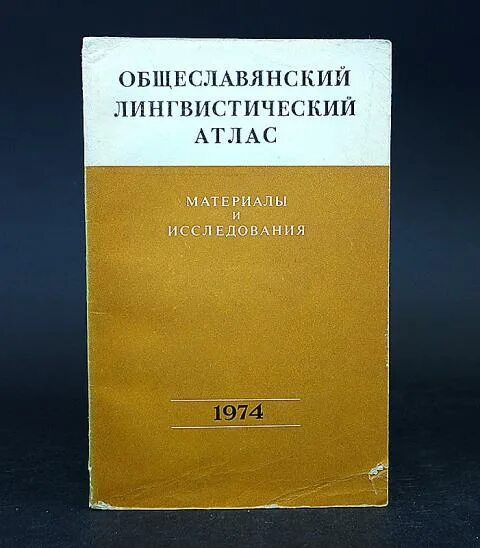 ОБЩЕСЛАВЯНСКИЙ
ЛИНГВИСТИЧЕСКИЙ
АТЛАС
МАТЕРИАЛЫ
И
ИССЛЕДОВАНИЯ
1974